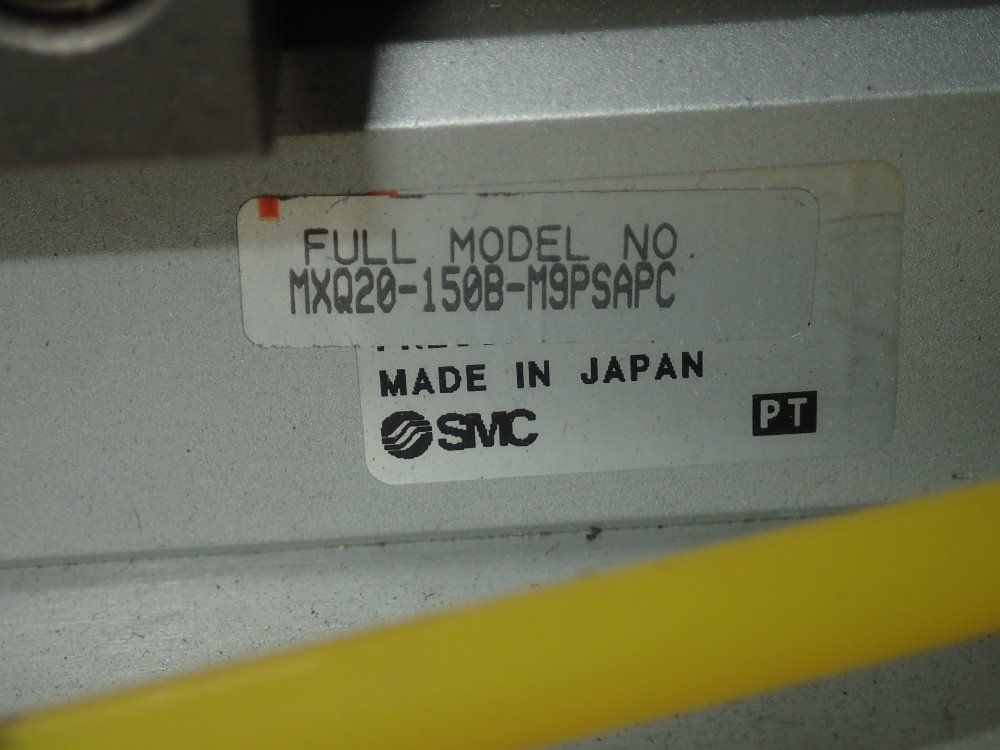 FULL MODEL NO
MXQ20-150B-M9PSAPC
MADE IN JAPAN
SMC
PT